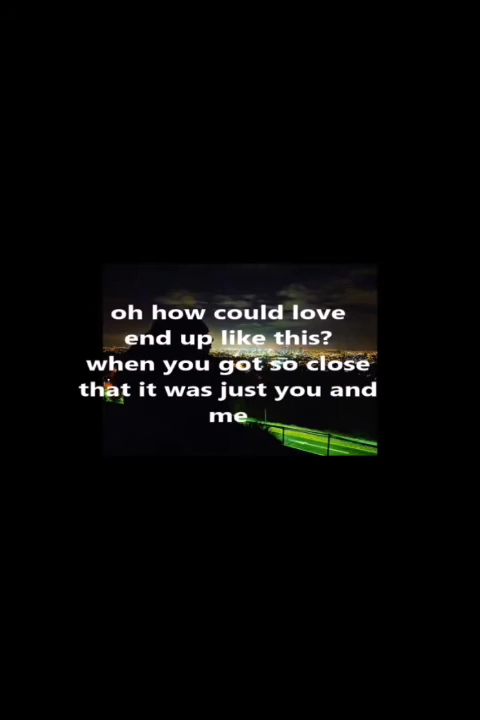 oh how could love
end up like this?
when you got so close
that it was just you and
me